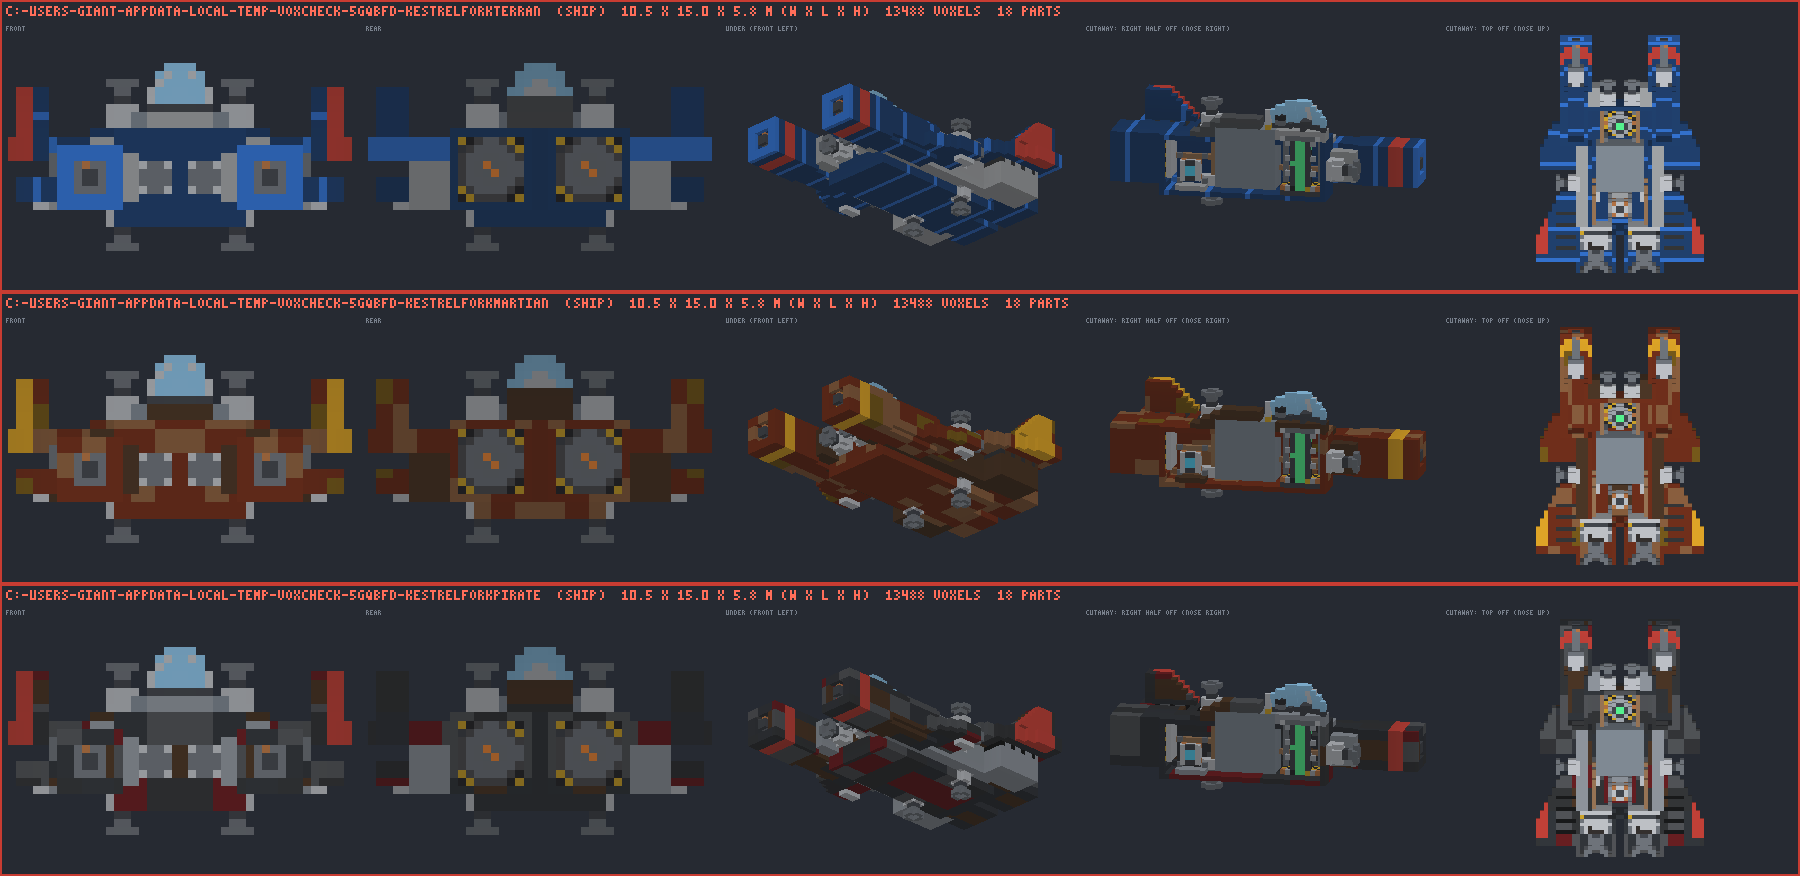 C:-USERS-GIANT-APPDATA-LOCAL-TEMP-VOXCHECK-5GQBFD-KESTRELFORKTERRAN (SHIP) 10.5 X 15.0 X 5.8 M (W X L X H) 13488 VOXELS 18 PARTS
FRONT REAR UNDER (FRONT LEFT) CUTAWAY: RIGHT HALF OFF (NOSE RIGHT) CUTAWAY: TOP OFF (NOSE UP)
C:-USERS-GIANT-APPDATA-LOCAL-TEMP-VOXCHECK-5GQBFD-KESTRELFORKMARTIAN (SHIP) 10.5 X 15.0 X 5.8 M (W X L X H) 13488 VOXELS 18 PARTS
FRONT REAR UNDER (FRONT LEFT) CUTAWAY: RIGHT HALF OFF (NOSE RIGHT) CUTAWAY: TOP OFF (NOSE UP)
C:-USERS-GIANT-APPDATA-LOCAL-TEMP-VOXCHECK-5GQBFD-KESTRELFORKPIRATE (SHIP) 10.5 X 15.0 X 5.8 M (W X L X H) 13488 VOXELS 18 PARTS
FRONT REAR UNDER (FRONT LEFT) CUTAWAY: RIGHT HALF OFF (NOSE RIGHT) CUTAWAY: TOP OFF (NOSE UP)